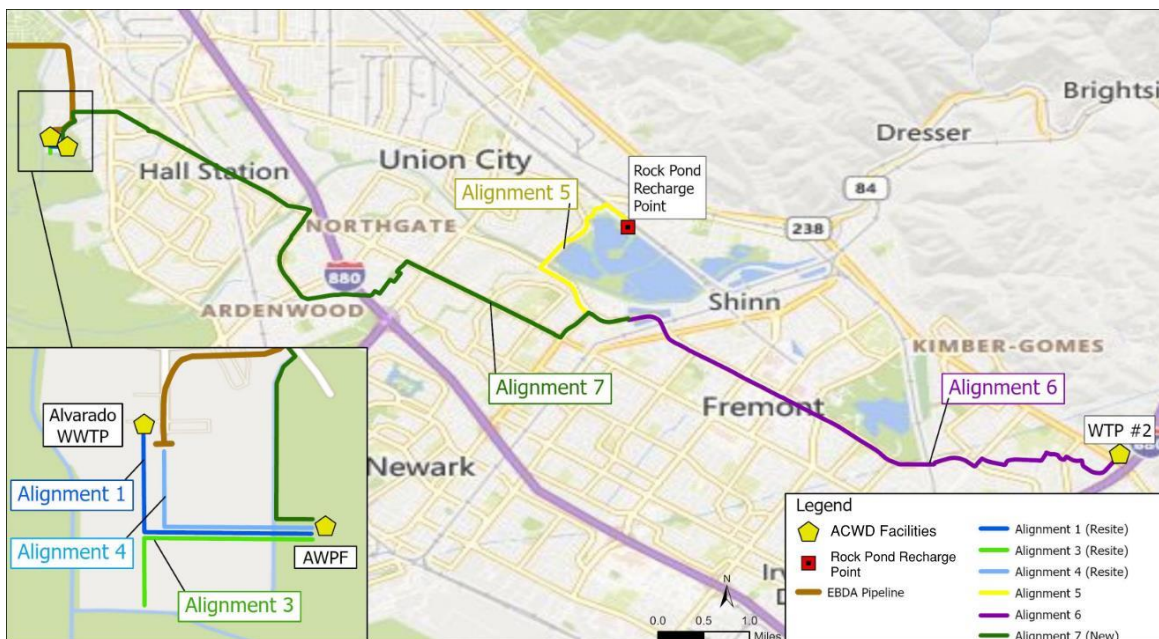 Brightsi
Dresser
Union City
Hall Station
Rock Pond
Recharge
Point
84
Alignment 5
238
NORTHGATE
880
Shinn
ARDENWOOD
KIMBER-GOMES
Alignment 7
Alignment 6
Fremont
WTP #2
Newark
Alvarado
WWTP
Alignment 1
Alignment 4
AWPF
Alignment 3
N
0.0 0.5 1.0
Miles
Legend
ACWD Facilities
Rock Pond Recharge
Point
EBDA Pipeline
Alignment 1 (Resite)
Alignment 3 (Resite)
Alignment 4 (Resite)
Alignment 5
Alignment 6
Alignment 7 (New)